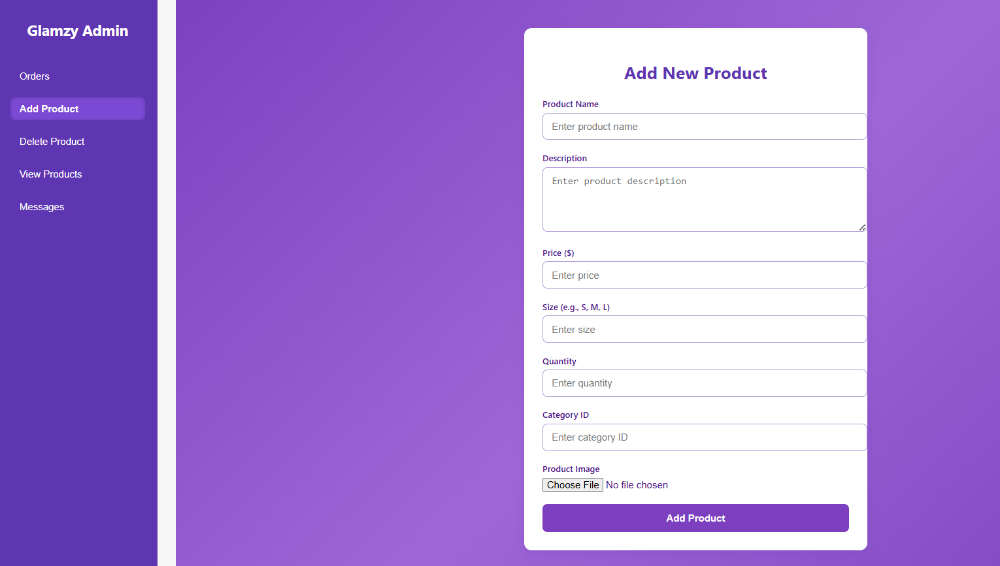 Glamzy Admin
Orders
Add Product
Delete Product
View Products
Messages
Add New Product
Product Name
Enter product name
Description
Enter product description
Price ($)
Enter price
Size (e.g., S, M, L)
Enter size
Quantity
Enter quantity
Category ID
Enter category ID
Product Image
Choose File No file chosen
Add Product